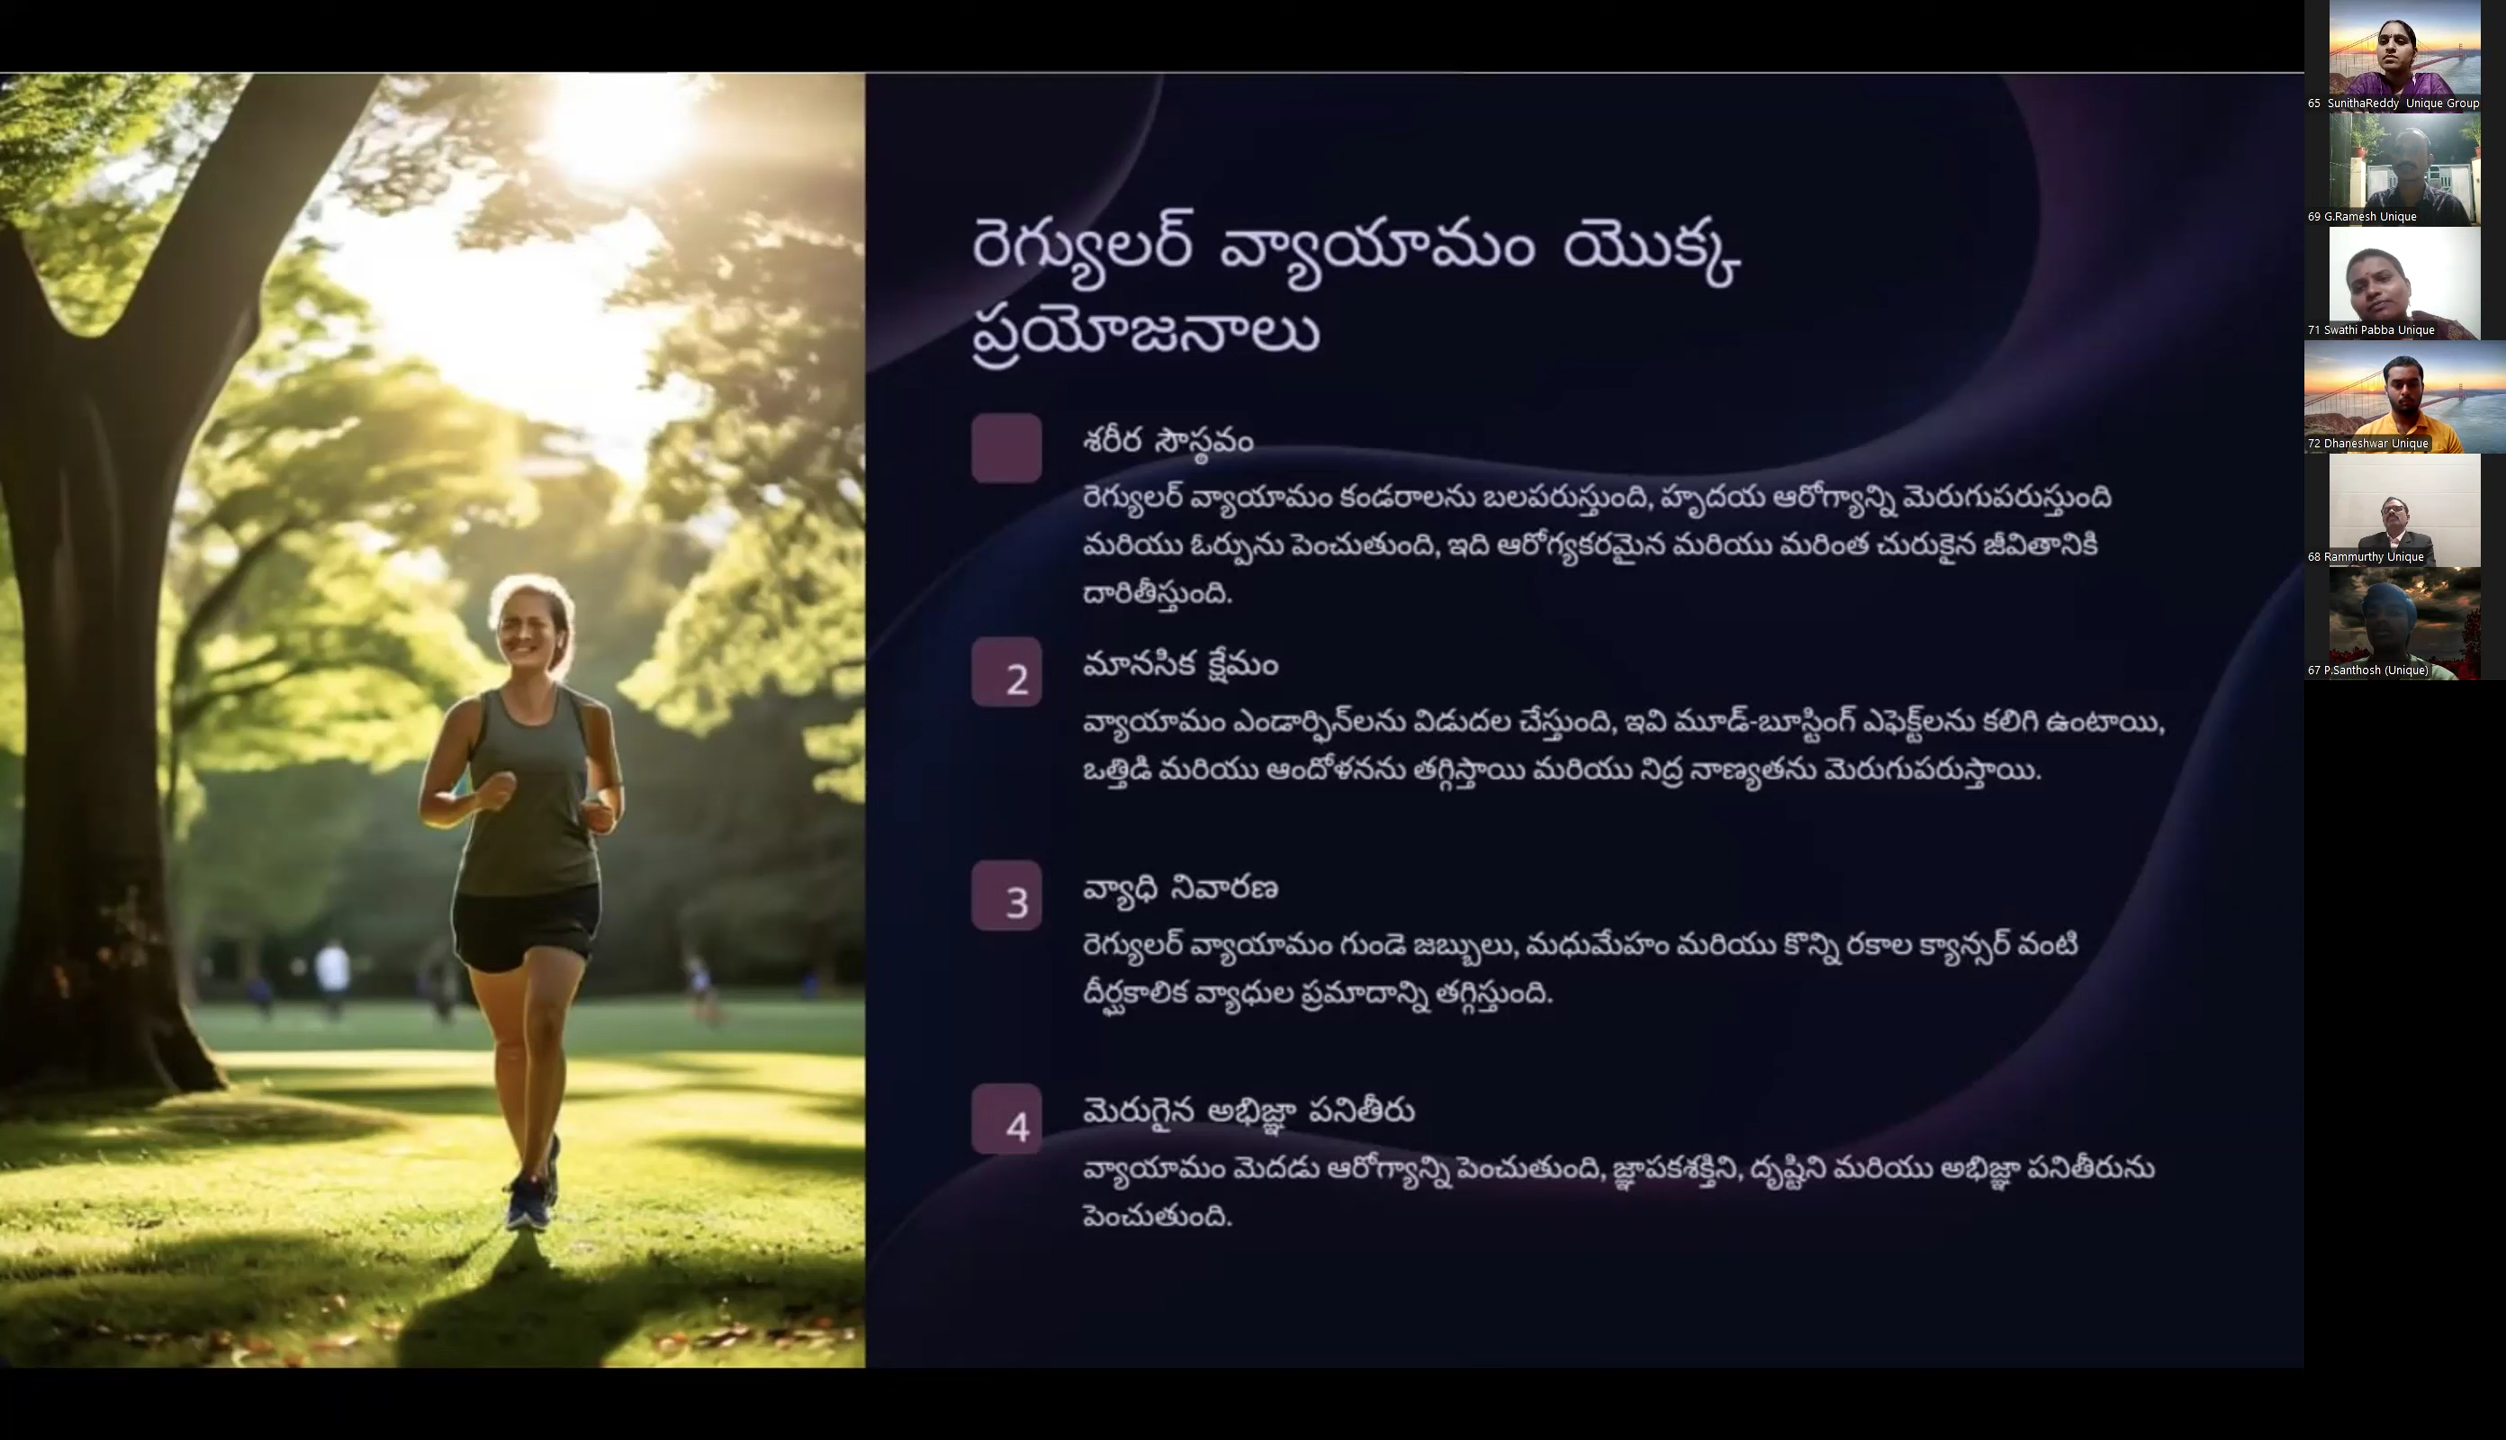 రెగ్యులర్ వ్యాయామం యొక్క
ప్రయోజనాలు
శరీర సౌస్థవం
రెగ్యులర్ వ్యాయామం కండరాలను బలపరుస్తుంది, హృదయ ఆరోగ్యాన్ని మెరుగుపరుస్తుంది
మరియు ఓర్పును పెంచుతుంది, ఇది ఆరోగ్యకరమైన మరియు మరింత చురుకైన జీవితానికి
దారితీస్తుంది.
2
మానసిక క్షేమం
వ్యాయామం ఎండార్ఫిన్‌లను విడుదల చేస్తుంది, ఇవి మూడ్-బూస్టింగ్ ఎఫెక్ట్‌లను కలిగి ఉంటాయి,
ఒత్తిడి మరియు ఆందోళనను తగ్గిస్తాయి మరియు నిద్ర నాణ్యతను మెరుగుపరుస్తాయి.
3
వ్యాధి నివారణ
రెగ్యులర్ వ్యాయామం గుండె జబ్బులు, మధుమేహం మరియు కొన్ని రకాల క్యాన్సర్ వంటి
దీర్ఘకాలిక వ్యాధుల ప్రమాదాన్ని తగ్గిస్తుంది.
4
మెరుగైన అభిజ్ఞా పనితీరు
వ్యాయామం మెదడు ఆరోగ్యాన్ని పెంచుతుంది, జ్ఞాపకశక్తిని, దృష్టిని మరియు అభిజ్ఞా పనితీరును
పెంచుతుంది.
65 SunithaReddy Unique Group
69 G.Ramesh Unique
71 Swathi Pabba Unique
72 Dhaneshwar Unique
68 Rammurthy Unique
67 P.Santhosh (Unique)